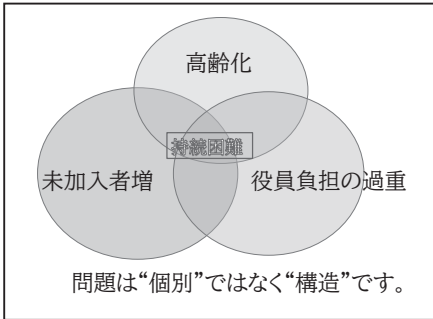 高齢化
持続困難
未加入者増
役員負担の過重
問題は“個別”ではなく“構造”です。